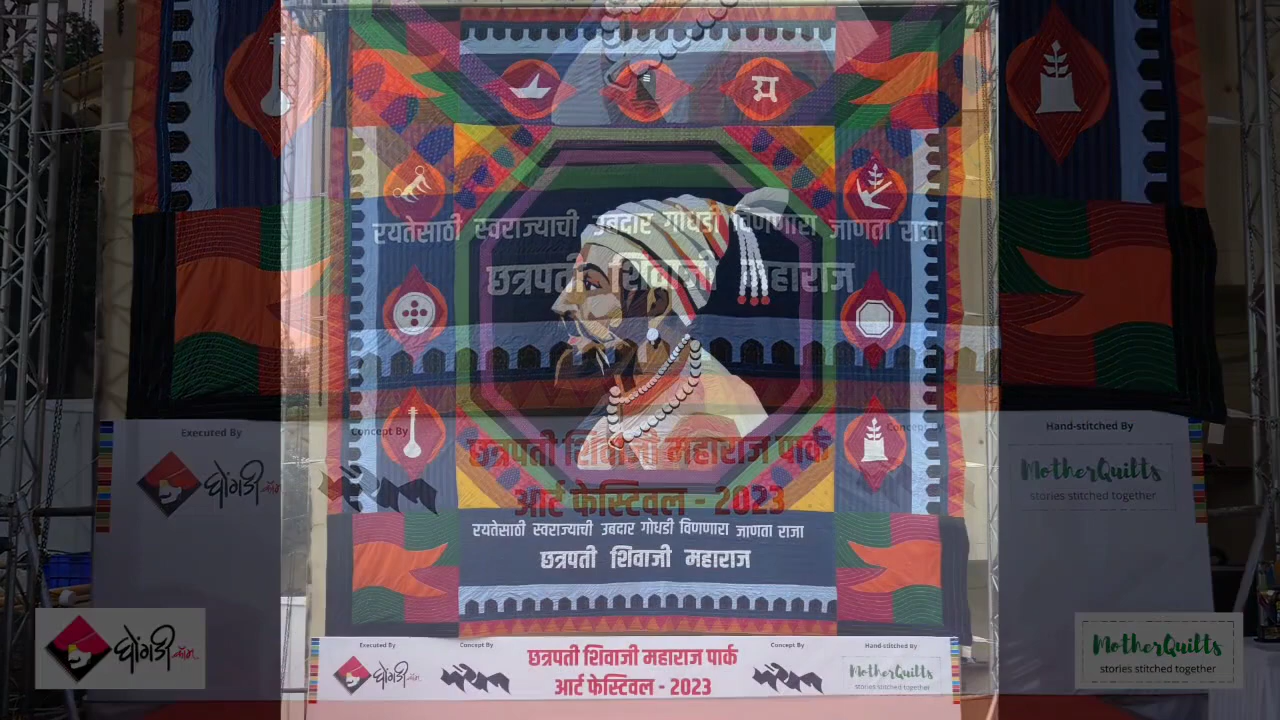 रयतेसाठी स्वराज्याची उबदार गोधडी विणणारा जाणता राजा
छत्रपती शिवाजी महाराज
Concept By
छत्रपती शिवाजी महाराज पार्क
आर्ट फेस्टिवल - 2023
Executed By
घोंगडी.कॉम
Hand-stitched By
MotherQuilts
stories stitched together
रयतेसाठी स्वराज्याची उबदार गोधडी विणणारा जाणता राजा
छत्रपती शिवाजी महाराज
Executed By
घोंगडी.कॉम
Concept By
छत्रपती शिवाजी महाराज पार्क
आर्ट फेस्टिवल - 2023
Concept By
Hand-stitched By
MotherQuilts
stories stitched together
घोंगडी.कॉम
MotherQuilts
stories stitched together